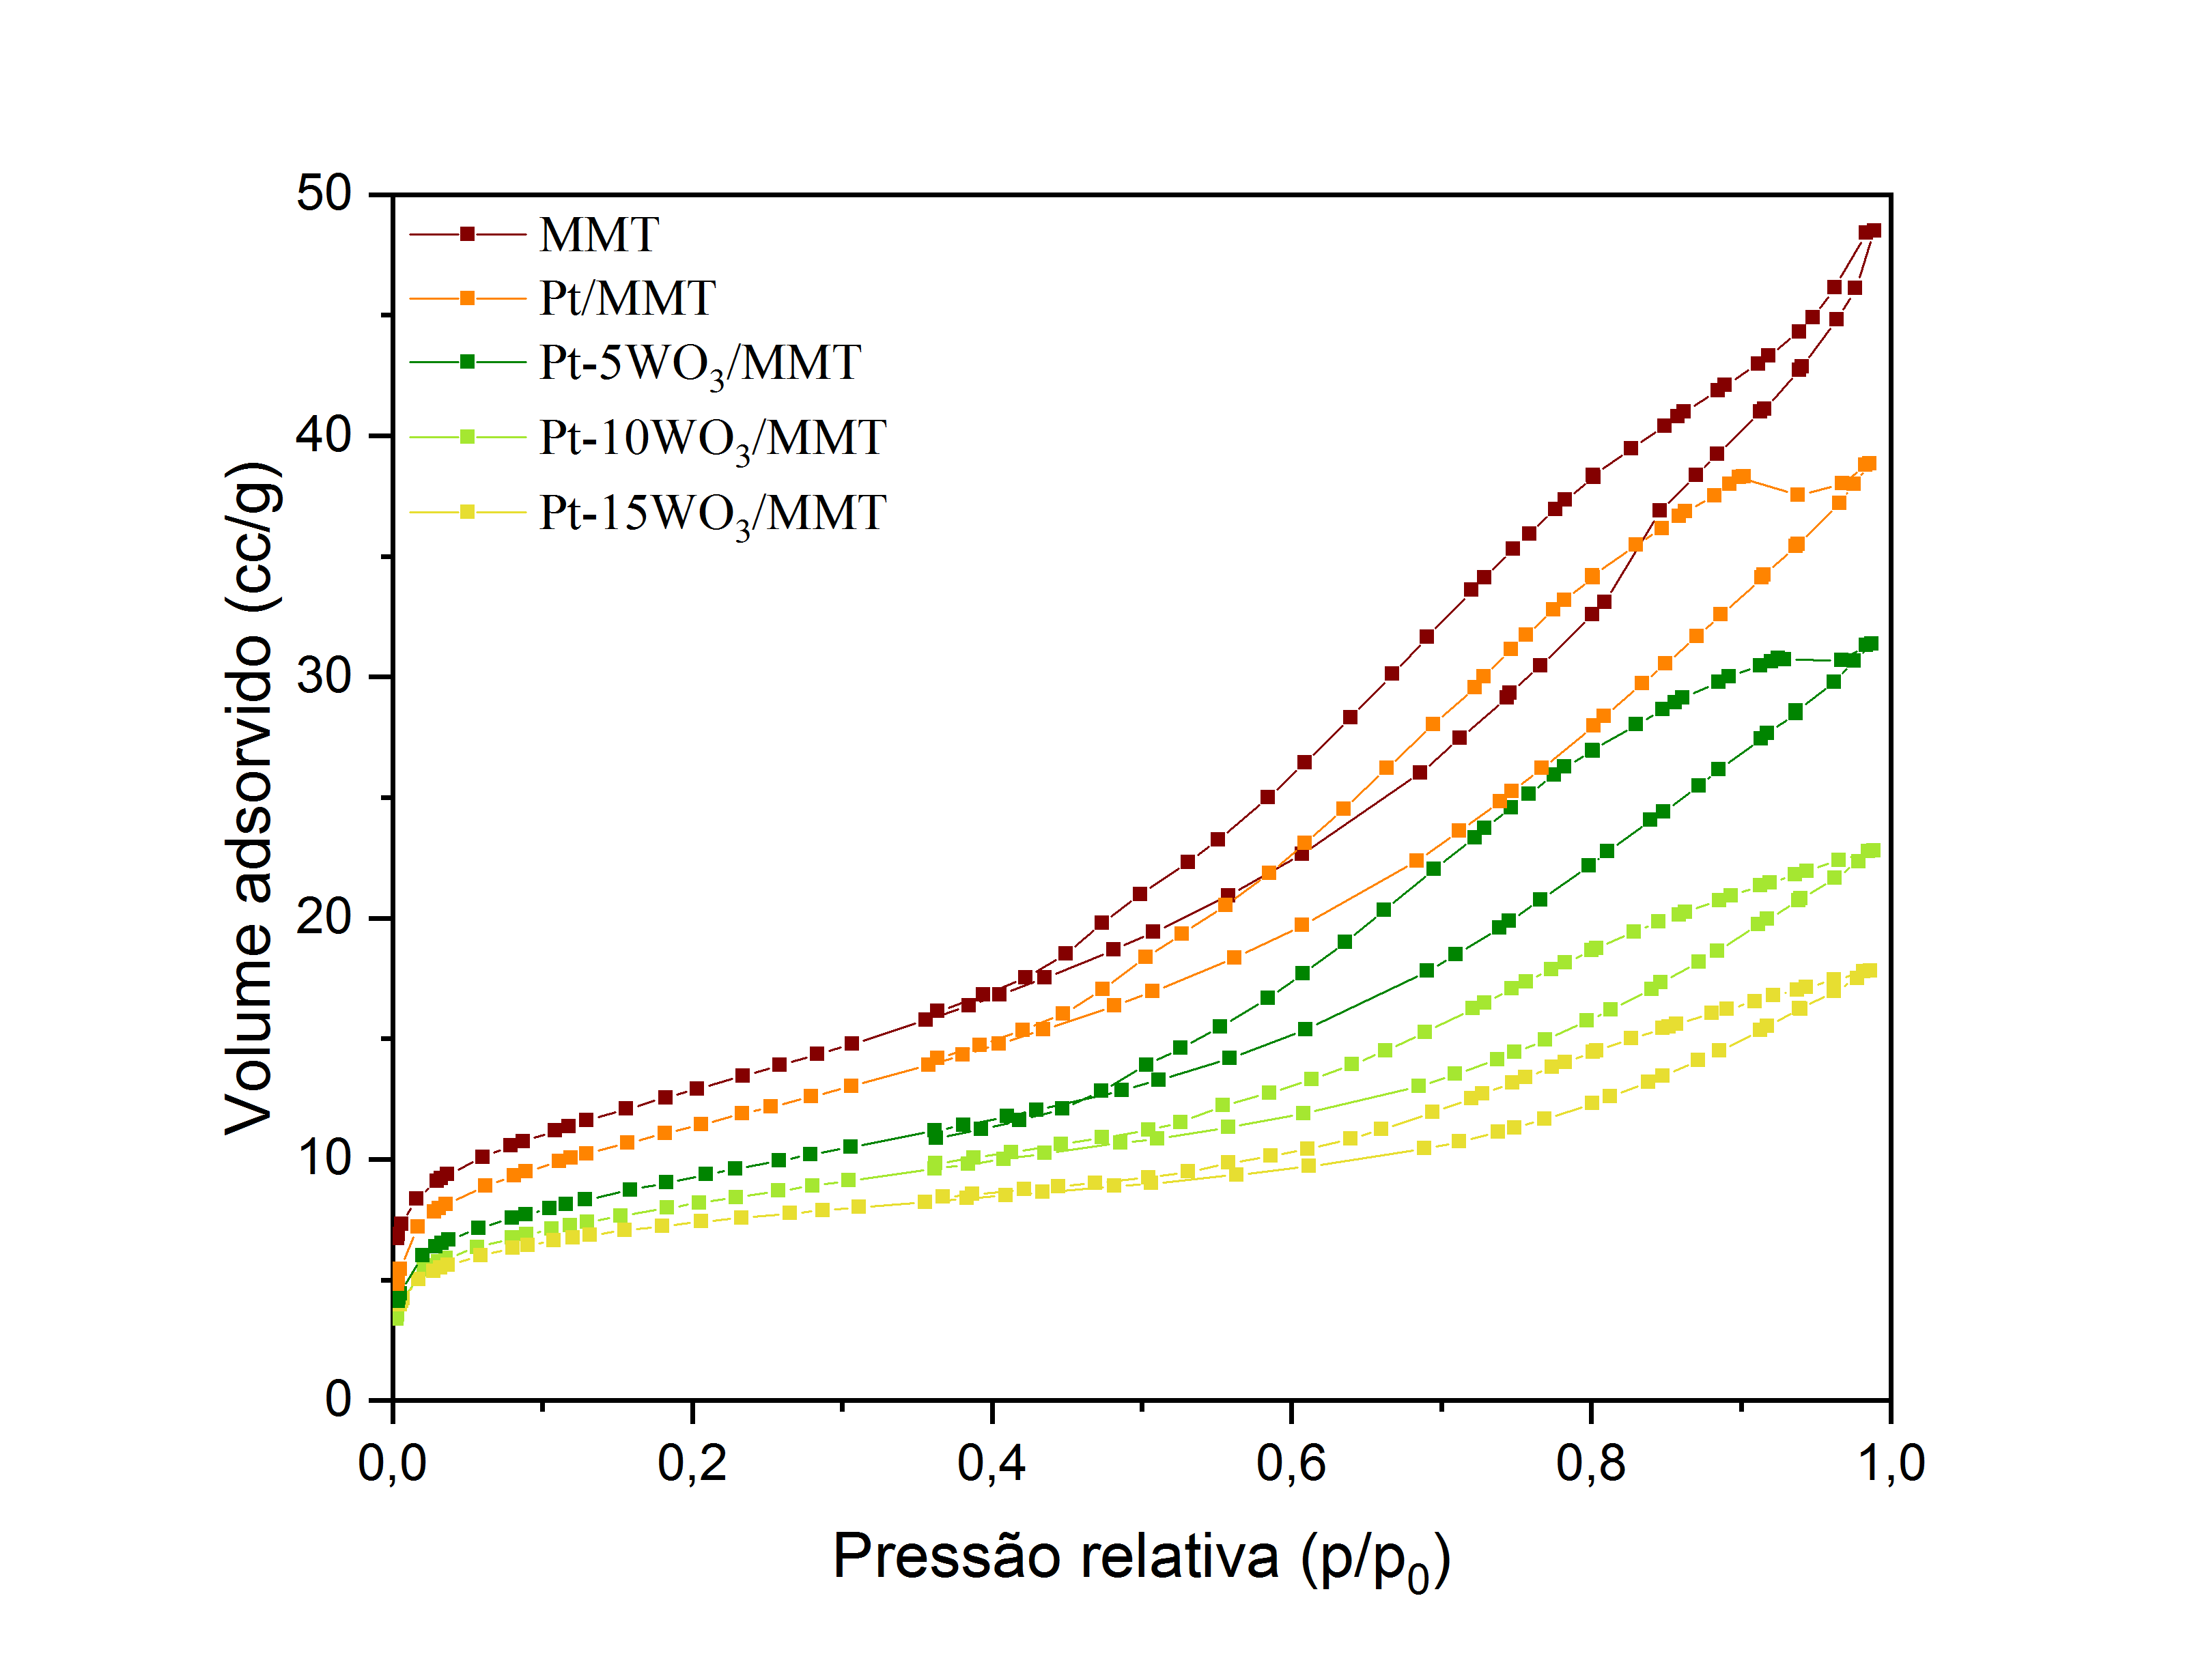 50
40
30
20
10
0
Volume adsorvido (cc/g)
MMT
Pt/MMT
Pt-5WO₃/MMT
Pt-10WO₃/MMT
Pt-15WO₃/MMT
0,0 0,2 0,4 0,6 0,8 1,0
Pressão relativa (p/p₀)